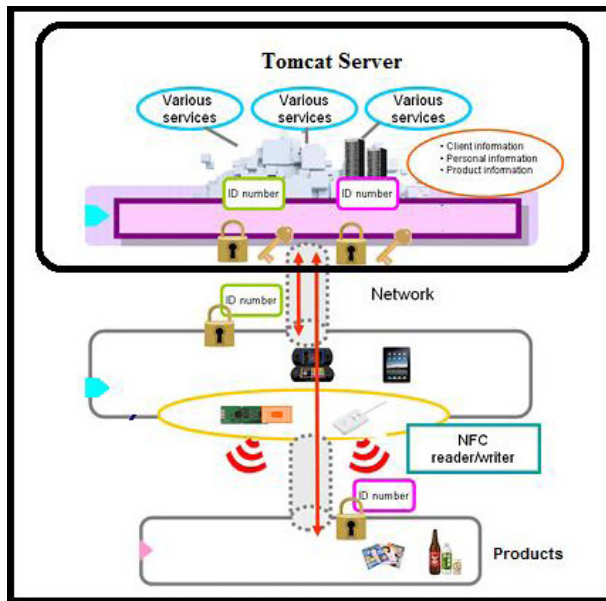 Tomcat Server
Various
services
Various
services
Various
services
• Client information
• Personal information
• Product information
ID number
ID number
ID number
Network
NFC
reader/writer
ID number
Products